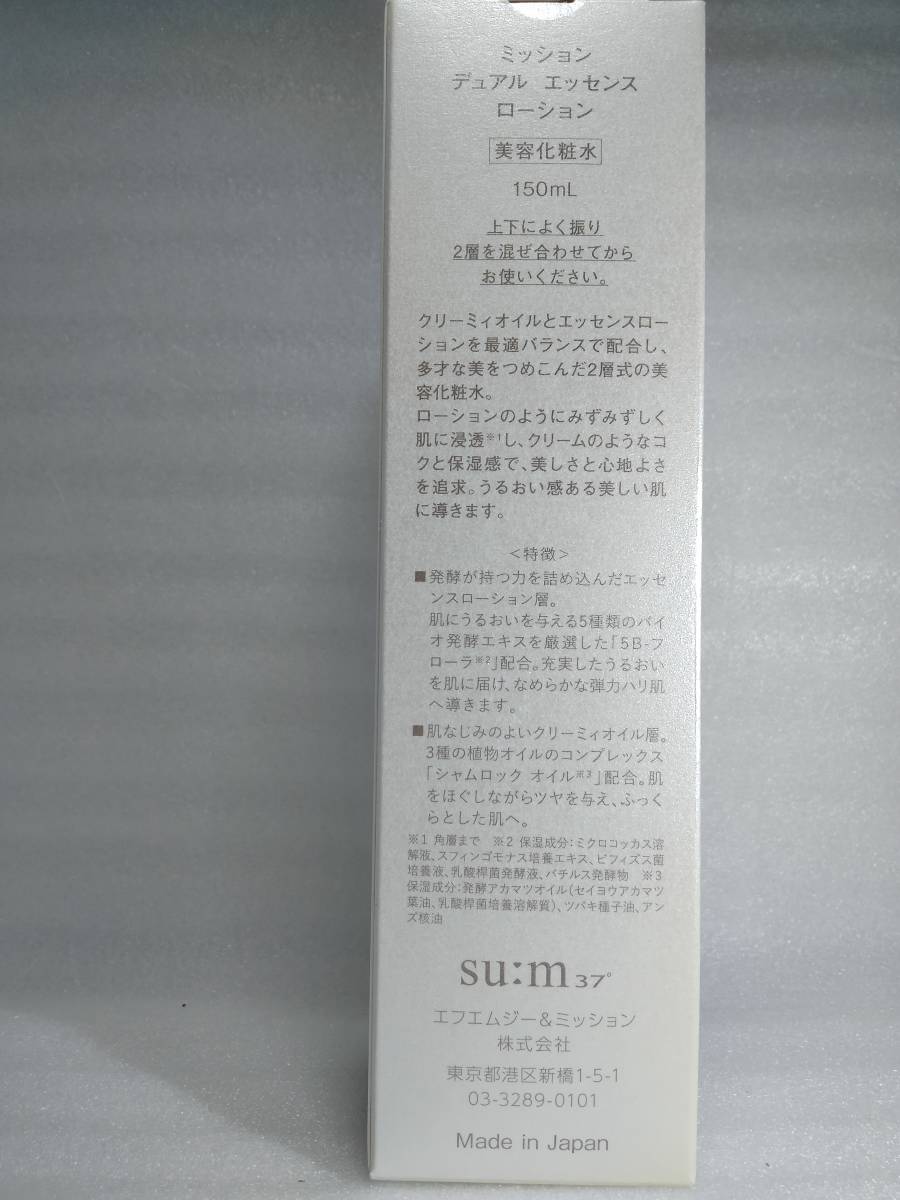 ミッション
デュアル エッセンス
ローション
美容化粧水
150mL
上下によく振り
2層を混ぜ合わせてから
お使いください。
クリーミィオイルとエッセンスロー
ションを最適バランスで配合し、
多才な美をつめこんだ2層式の美
容化粧水。
ローションのようにみずみずしく
肌に浸透※1し、クリームのようなコ
クと保湿感で、美しさと心地よさ
を追求。うるおい感ある美しい肌
に導きます。
＜特徴＞
■発酵が持つ力を詰め込んだエッセ
ンスローション層。
肌にうるおいを与える5種類のバイ
オ発酵エキスを厳選した「5B-フ
ローラ※2」配合。充実したうるおい
を肌に届け、なめらかな弾力ハリ肌
へ導きます。
■肌なじみのよいクリーミィオイル層。
3種の植物オイルのコンプレックス
「シャムロック オイル※3」配合。肌
をほぐしながらツヤを与え、ふっく
らとした肌へ。
※1 角層まで ※2 保湿成分：ミクロコッカス溶
解液、スフィンゴモナス培養エキス、ビフィズス菌
培養液、乳酸桿菌発酵液、バチルス発酵物 ※3
保湿成分：発酵アカマツオイル（セイヨウアカマツ
葉油、乳酸桿菌培養溶解質）、ツバキ種子油、アン
ズ核油
su:m 37°
エフエムジー&ミッション
株式会社
東京都港区新橋1-5-1
03-3289-0101
Made in Japan